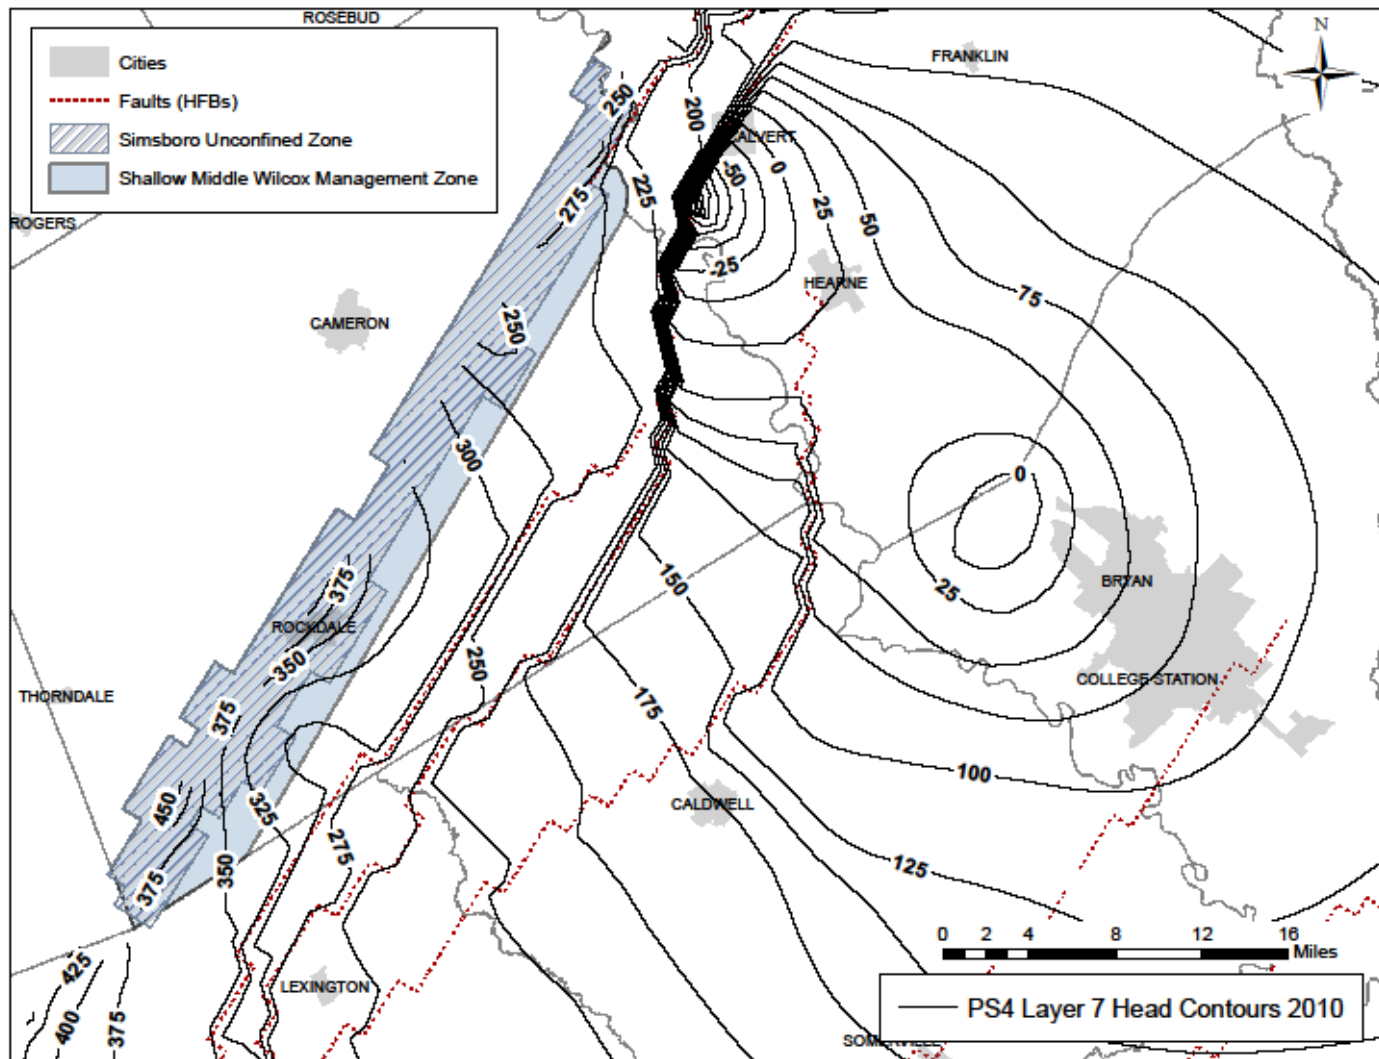 ROSEBUD
Cities
Faults (HFBs)
Simsboro Unconfined Zone
Shallow Middle Wilcox Management Zone
N
FRANKLIN
250
200
ALVERT
-50
0
225
275
25
50
ROGERS
-25
HEARNE
75
250
CAMERON
300
0
375
150
25
BRYAN
ROCKDALE
350
250
COLLEGE STATION
THORNDALE
375
175
100
450
325
CALDWELL
275
125
350
375
0 2 4 8 12 16
Miles
425
LEXINGTON
400
375
PS4 Layer 7 Head Contours 2010